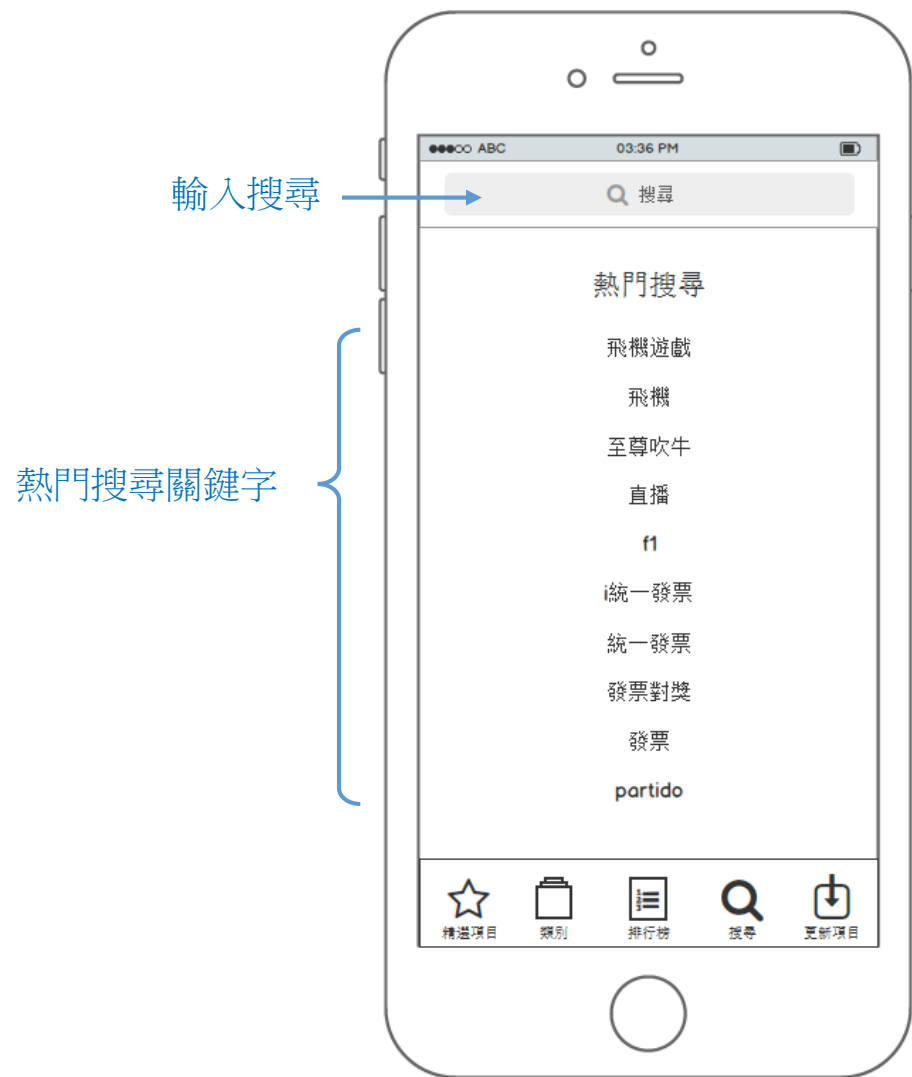 ABC 03:36 PM
輸入搜尋
搜尋
熱門搜尋
飛機遊戲
飛機
至尊吹牛
直播
f1
i統一發票
統一發票
發票對獎
發票
partido
熱門搜尋關鍵字
精選項目 類別 排行榜 搜尋 更新項目